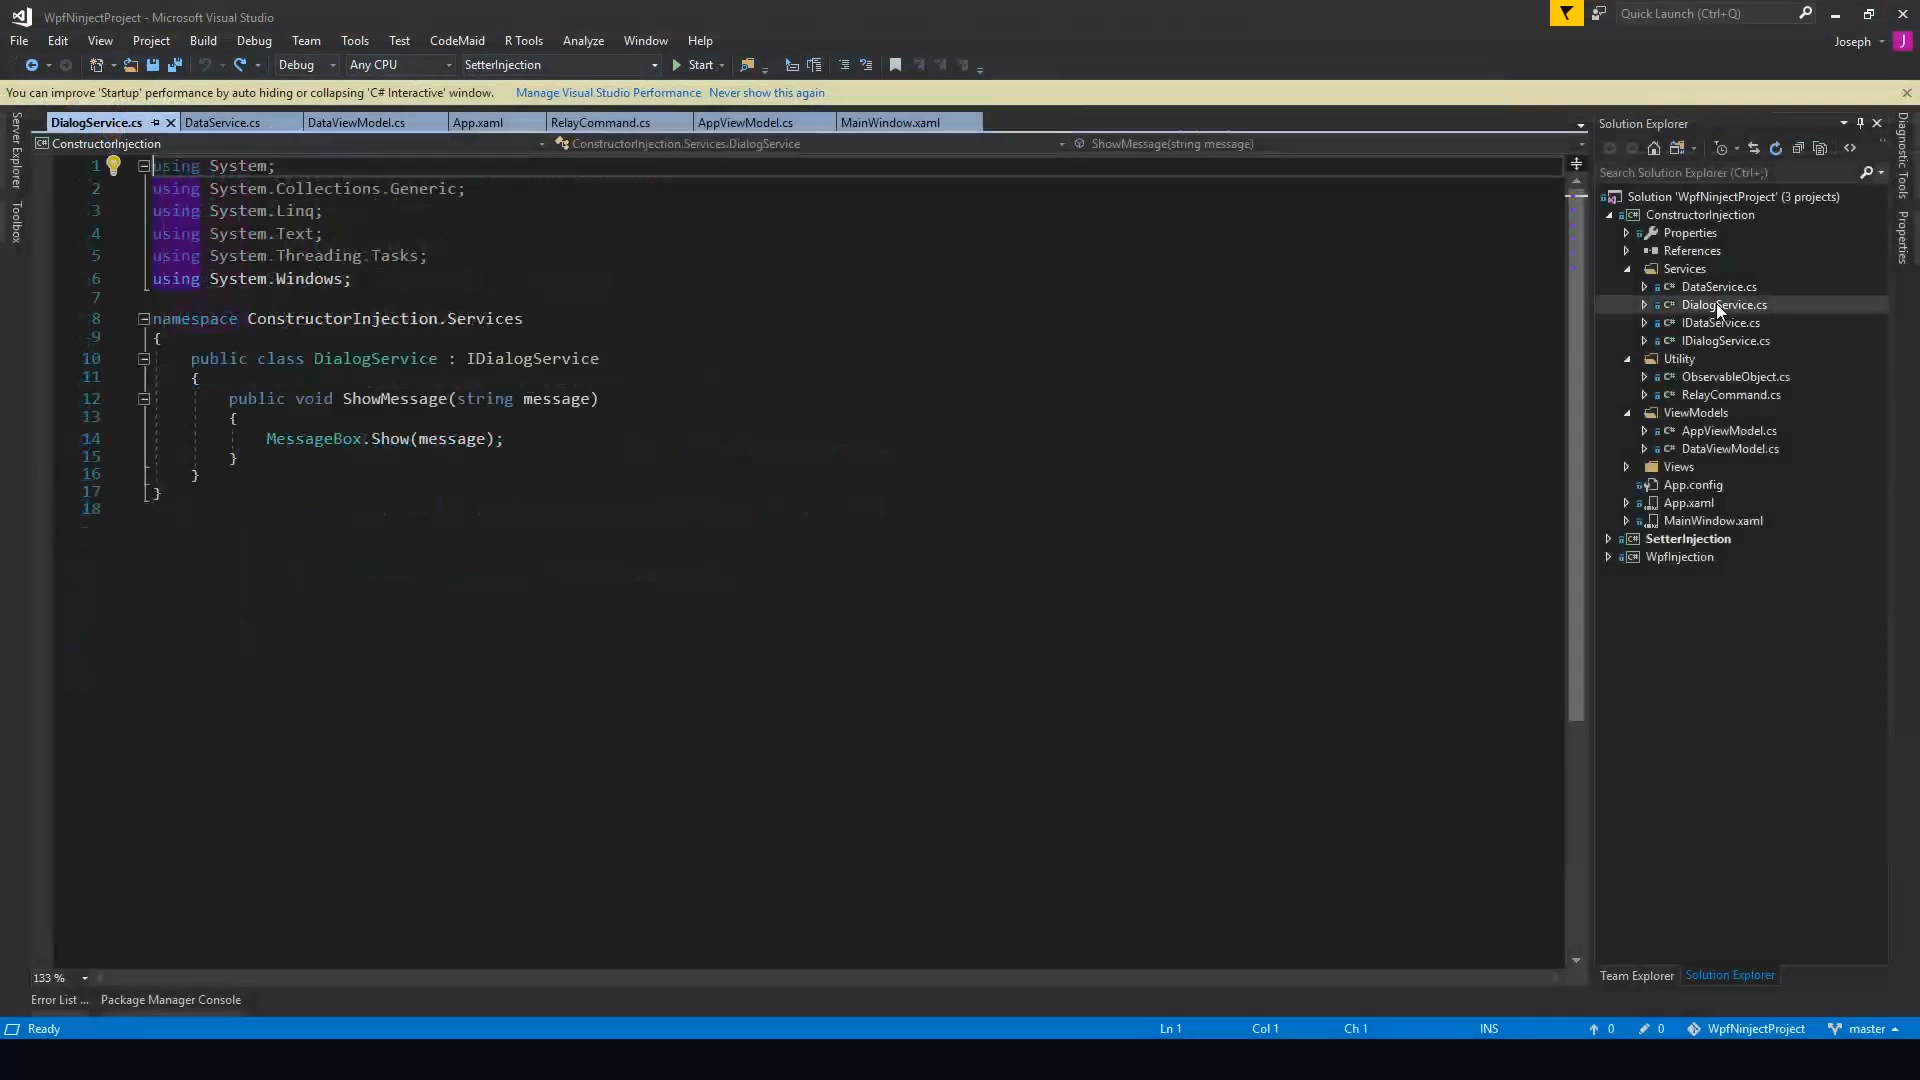 WpfNinjectProject - Microsoft Visual Studio
Quick Launch (Ctrl+Q)
File Edit View Project Build Debug Team Tools Test CodeMaid R Tools Analyze Window Help
Joseph J
Debug Any CPU SetterInjection Start
You can improve 'Startup' performance by auto hiding or collapsing 'C# Interactive' window. Manage Visual Studio Performance Never show this again
Server Explorer
Toolbox
DialogService.cs DataService.cs DataViewModel.cs App.xaml RelayCommand.cs AppViewModel.cs MainWindow.xaml
ConstructorInjection ConstructorInjection.Services.DialogService ShowMessage(string message)
1 using System;
2 using System.Collections.Generic;
3 using System.Linq;
4 using System.Text;
5 using System.Threading.Tasks;
6 using System.Windows;
7
8 namespace ConstructorInjection.Services
9 {
10 public class DialogService : IDialogService
11 {
12 public void ShowMessage(string message)
13 {
14 MessageBox.Show(message);
15 }
16 }
17 }
18
133 %
Error List ... Package Manager Console
Solution Explorer
Search Solution Explorer (Ctrl+;)
Solution 'WpfNinjectProject' (3 projects)
ConstructorInjection
Properties
References
Services
DataService.cs
DialogService.cs
IDataService.cs
IDialogService.cs
Utility
ObservableObject.cs
RelayCommand.cs
ViewModels
AppViewModel.cs
DataViewModel.cs
Views
App.config
App.xaml
MainWindow.xaml
SetterInjection
WpfInjection
Team Explorer Solution Explorer
Diagnostic Tools
Properties
Ready Ln 1 Col 1 Ch 1 INS 0 0 WpfNinjectProject master